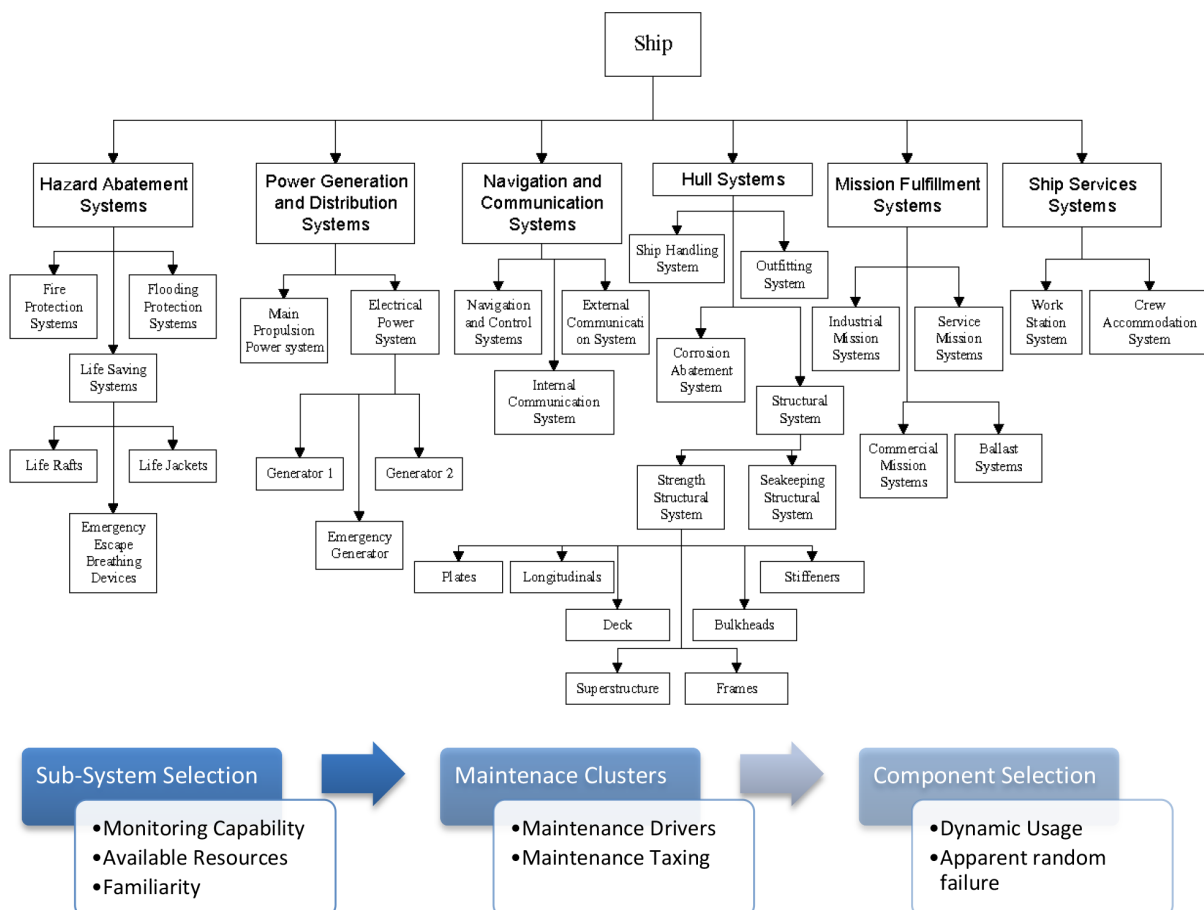 Ship
Hazard Abatement
Systems
Power Generation
and Distribution
Systems
Navigation and
Communication
Systems
Hull Systems
Mission Fulfillment
Systems
Ship Services
Systems
Fire
Protection
Systems
Flooding
Protection
Systems
Life Saving
Systems
Life Rafts
Life Jackets
Emergency
Escape
Breathing
Devices
Main
Propulsion
Power system
Electrical
Power
System
Generator 1
Generator 2
Emergency
Generator
Navigation
and Control
Systems
External
Communicati
on System
Internal
Communication
System
Ship Handling
System
Outfitting
System
Corrosion
Abatement
System
Structural
System
Strength
Structural
System
Seakeeping
Structural
System
Plates
Longitudinals
Stiffeners
Deck
Bulkheads
Superstructure
Frames
Industrial
Mission
Systems
Service
Mission
Systems
Commercial
Mission
Systems
Ballast
Systems
Work
Station
System
Crew
Accommodation
System
Sub-System Selection
•Monitoring Capability
•Available Resources
•Familiarity
Maintenace Clusters
•Maintenance Drivers
•Maintenance Taxing
Component Selection
•Dynamic Usage
•Apparent random
failure